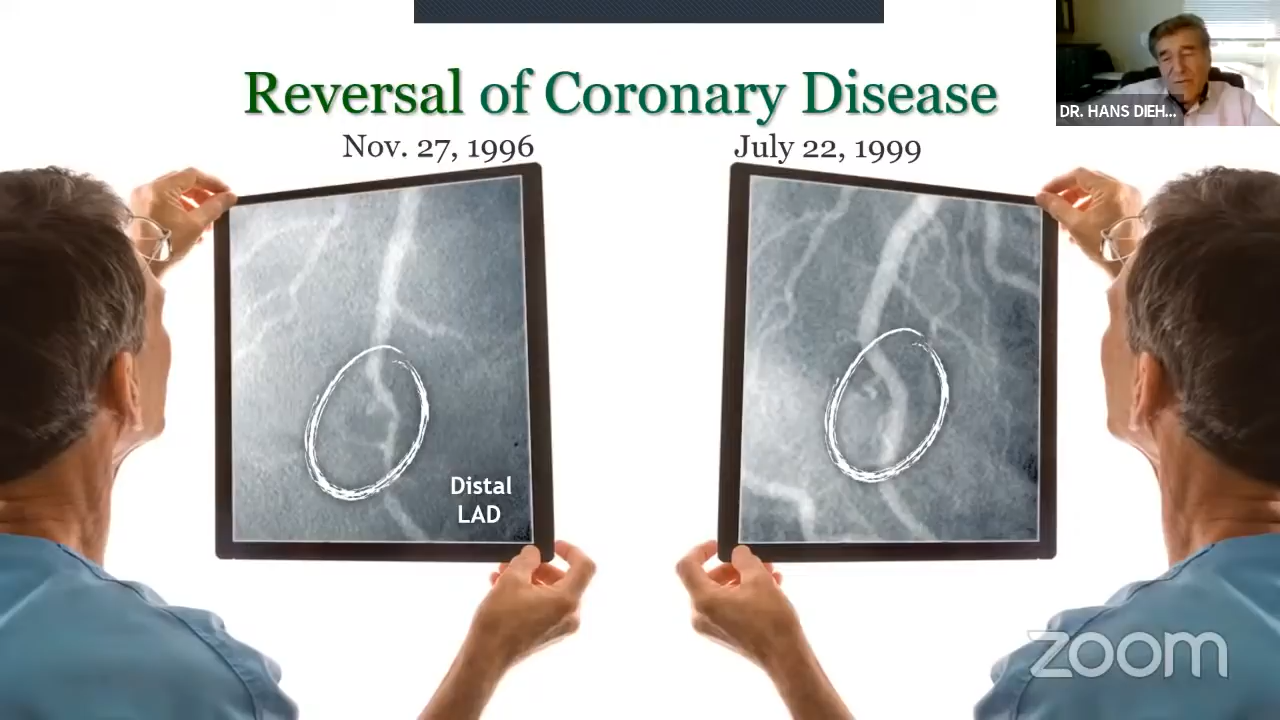 Reversal of Coronary Disease
DR. HANS DIEH...
Nov. 27, 1996
July 22, 1999
Distal
LAD
zoom